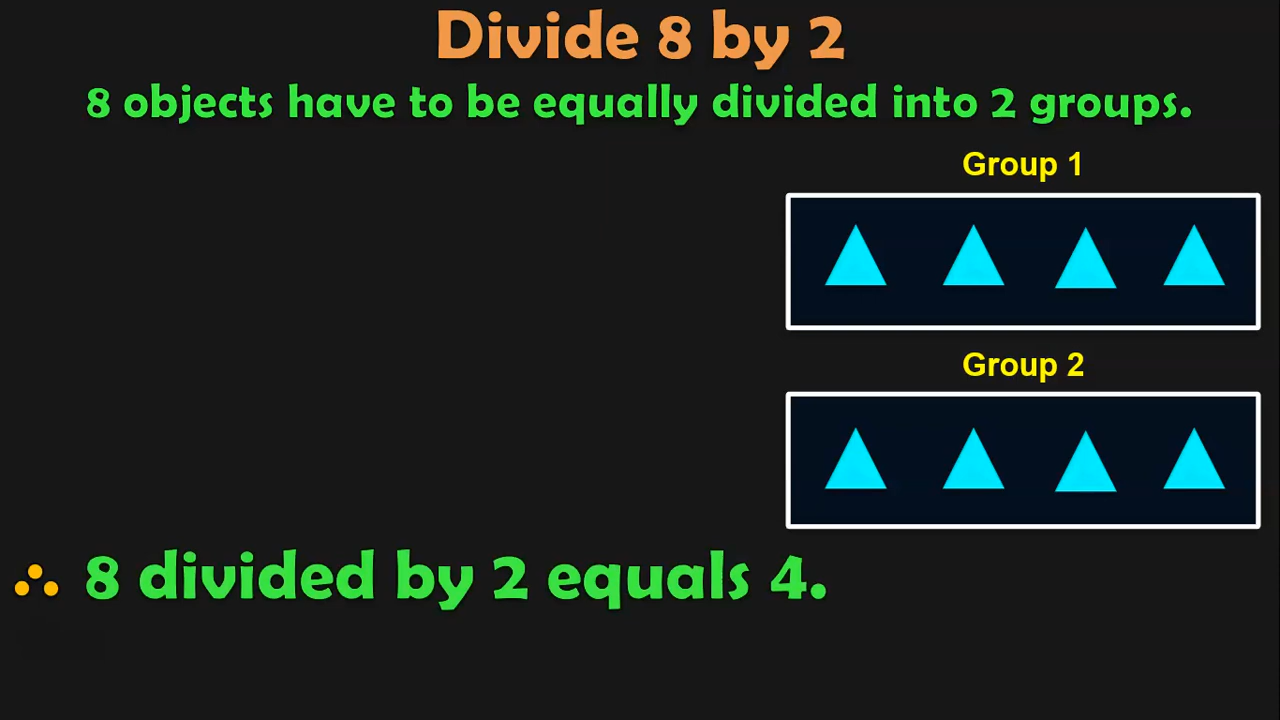 Divide 8 by 2
8 objects have to be equally divided into 2 groups.
Group 1
Group 2
∴ 8 divided by 2 equals 4.